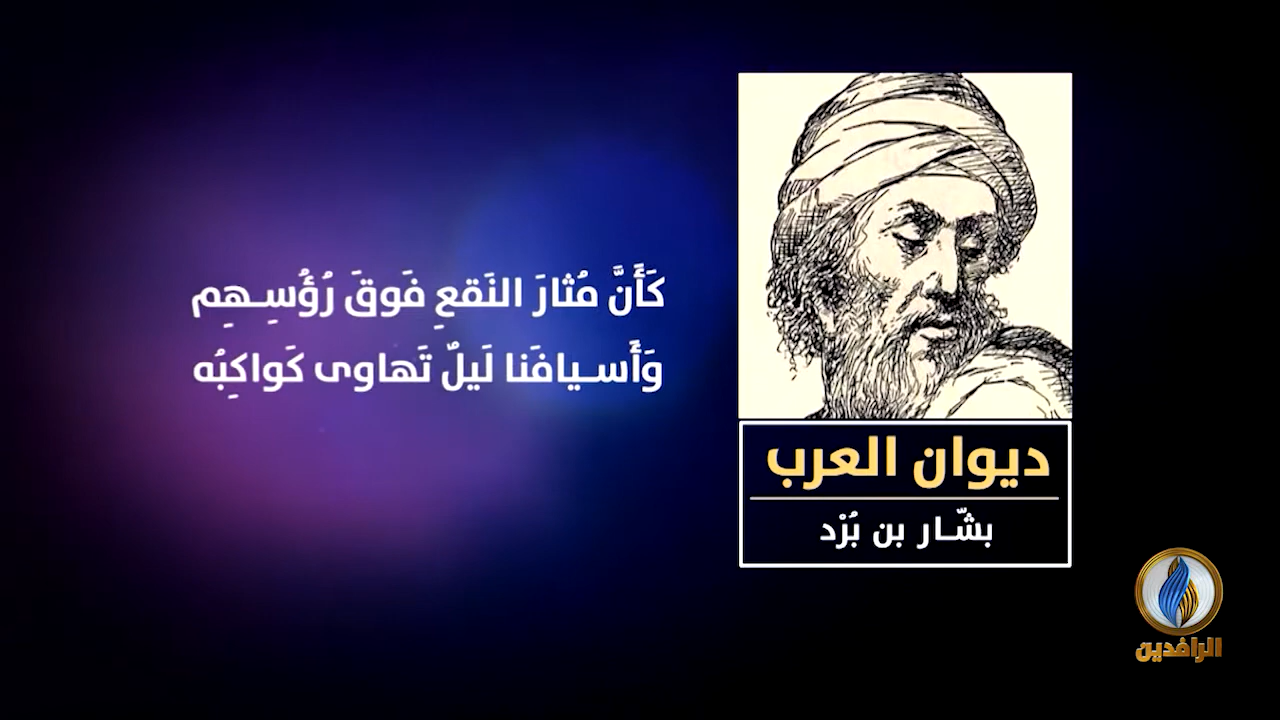 كَأَنَّ مُثارَ النَقعِ فَوقَ رُؤُسِهِم
وَأَسيافَنا لَيلٌ تَهاوى كَواكِبُه
ديوان العرب
بشّار بن بُرْد
الرافدين